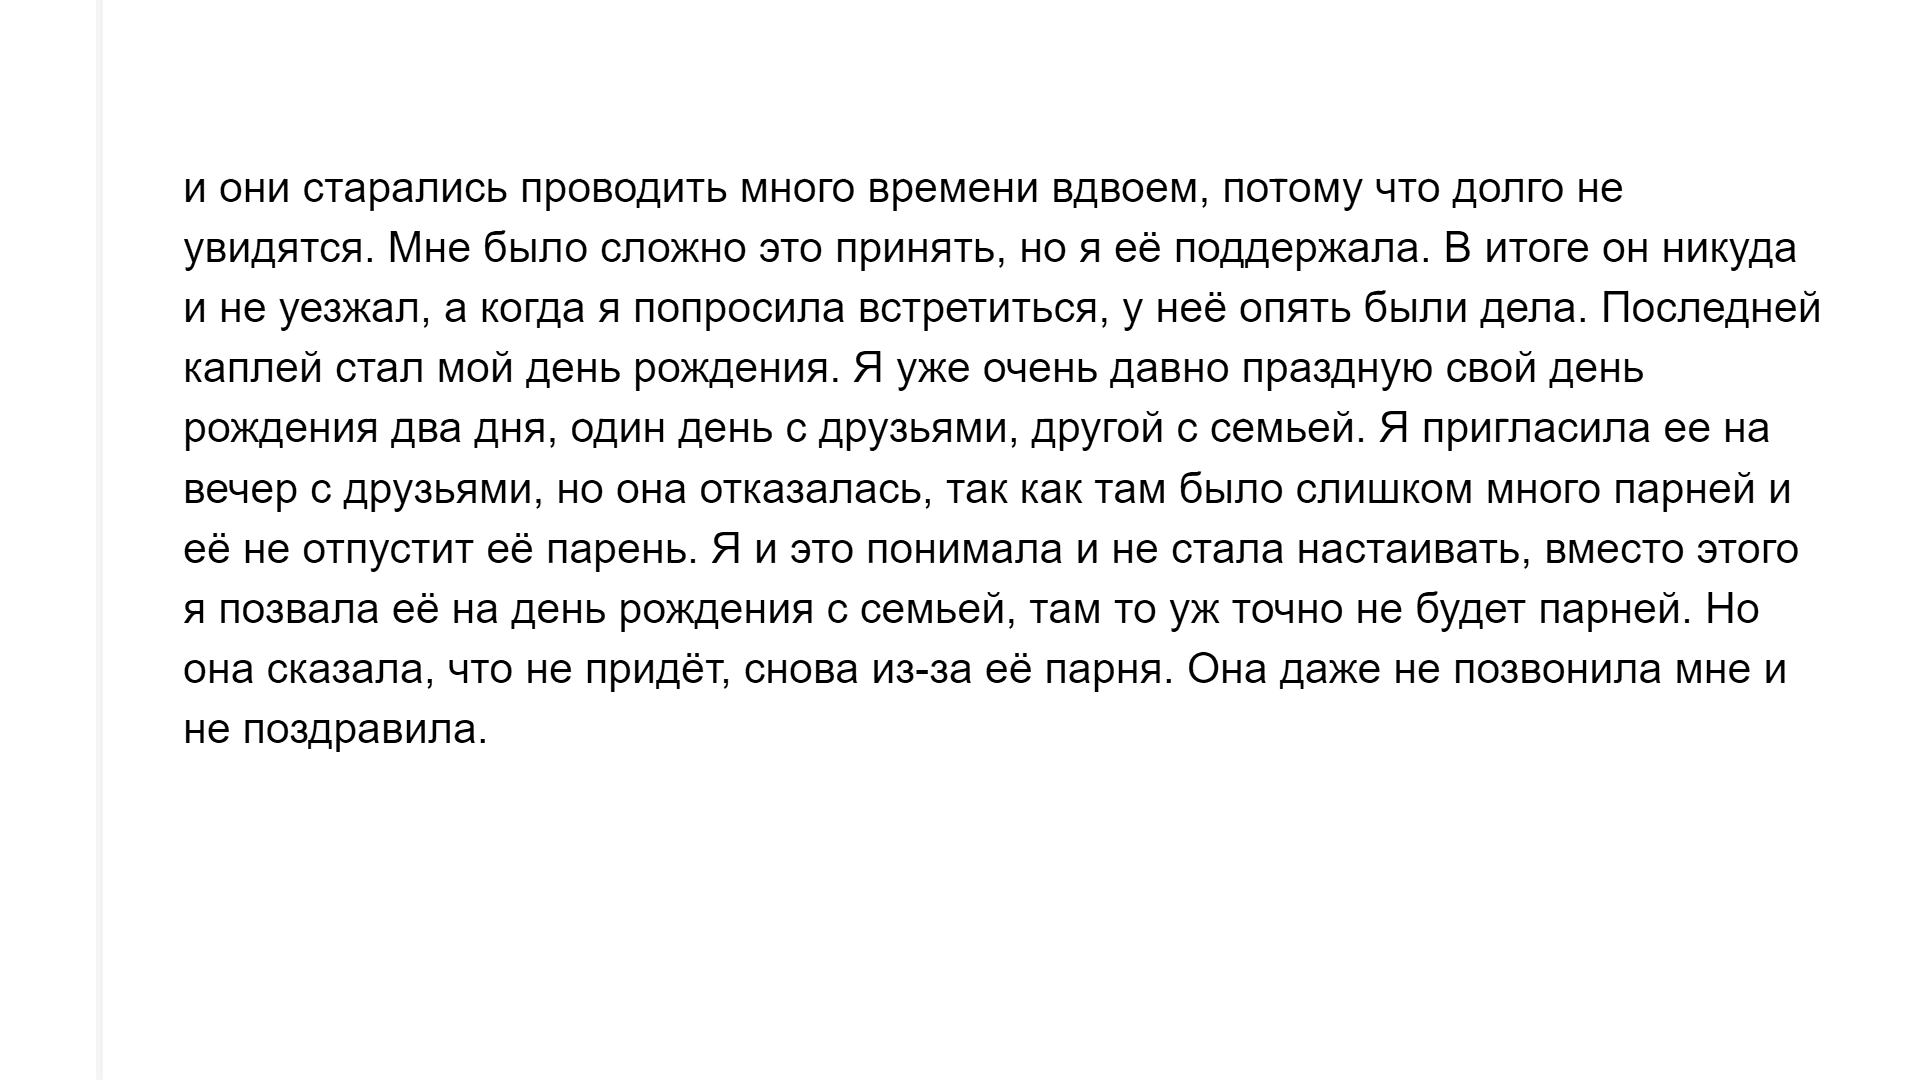 и они старались проводить много времени вдвоем, потому что долго не
увидятся. Мне было сложно это принять, но я её поддержала. В итоге он никуда
и не уезжал, а когда я попросила встретиться, у неё опять были дела. Последней
каплей стал мой день рождения. Я уже очень давно праздную свой день
рождения два дня, один день с друзьями, другой с семьей. Я пригласила ее на
вечер с друзьями, но она отказалась, так как там было слишком много парней и
её не отпустит её парень. Я и это понимала и не стала настаивать, вместо этого
я позвала её на день рождения с семьей, там то уж точно не будет парней. Но
она сказала, что не придёт, снова из-за её парня. Она даже не позвонила мне и
не поздравила.